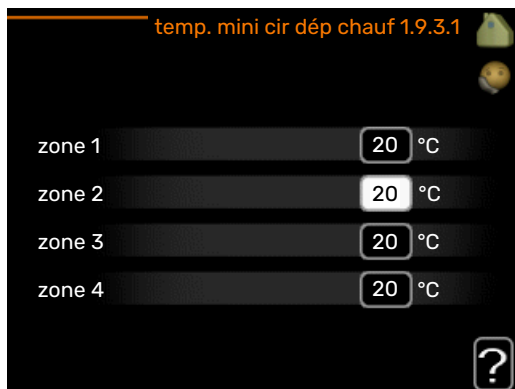 temp. mini cir dép chauf 1.9.3.1
zone 1 20 °C
zone 2 20 °C
zone 3 20 °C
zone 4 20 °C
?